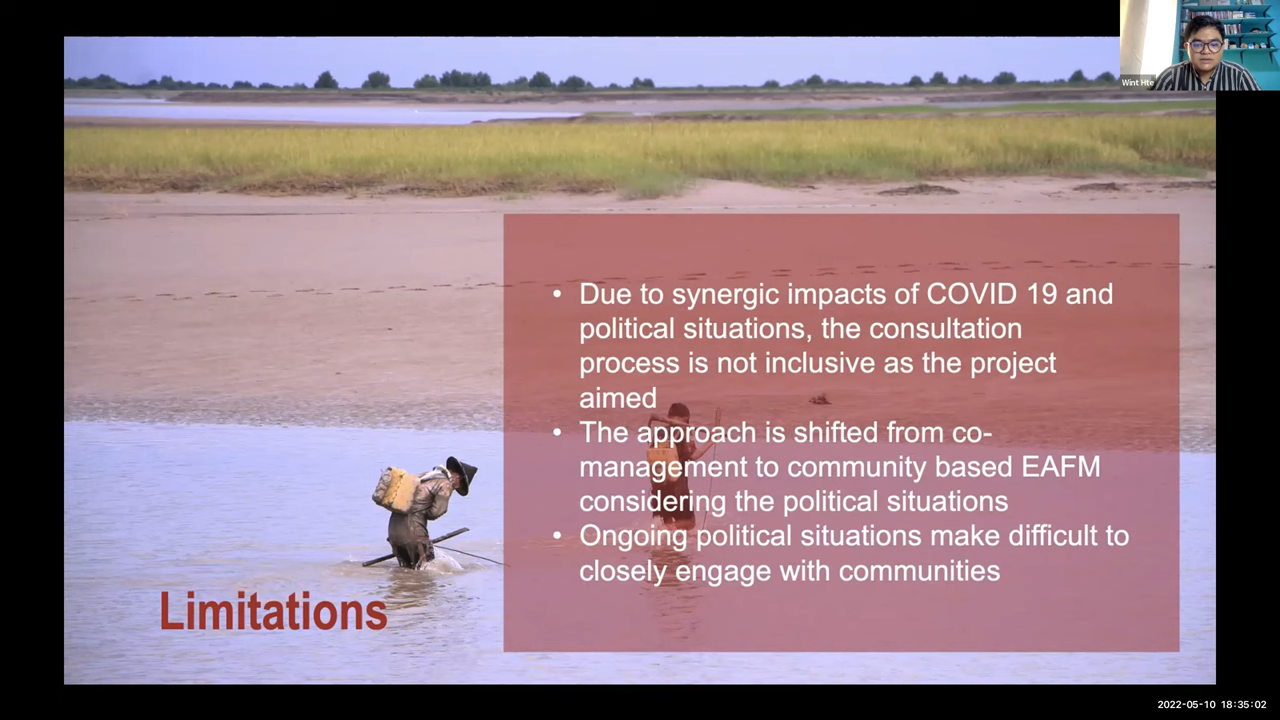 Wint Hte
• Due to synergic impacts of COVID 19 and
political situations, the consultation
process is not inclusive as the project
aimed
• The approach is shifted from co-
management to community based EAFM
considering the political situations
• Ongoing political situations make difficult to
closely engage with communities
Limitations
2022-05-10 18:35:02